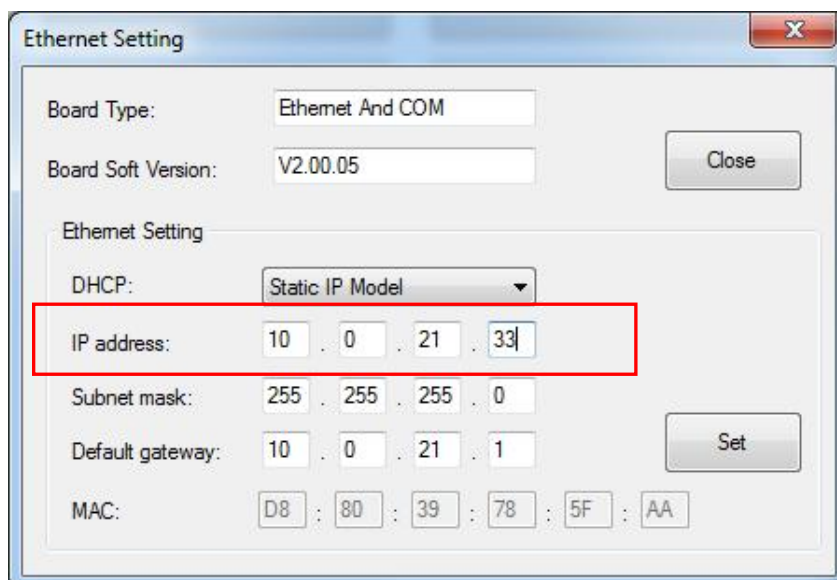 Ethernet Setting
Board Type: Ethernet And COM
Board Soft Version: V2.00.05
Close
Ethernet Setting
DHCP: Static IP Model
IP address: 10 . 0 . 21 . 33
Subnet mask: 255 . 255 . 255 . 0
Default gateway: 10 . 0 . 21 . 1
Set
MAC: D8 : 80 : 39 : 78 : 5F : AA